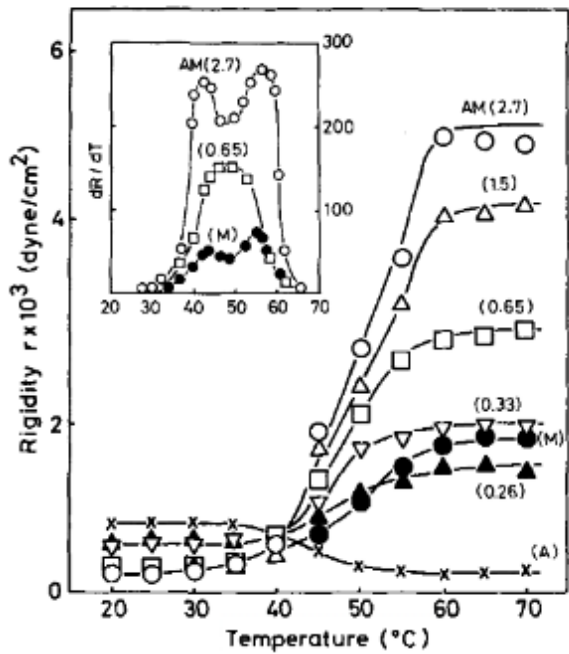 6
4
2
0
Rigidity r x 10³ (dyne/cm²)
20 30 40 50 60 70
Temperature (°C)
AM(2.7)
(1.5)
(0.65)
(0.33)
(M)
(0.26)
(A)
300
200
100
dR / dT
20 30 40 50 60 70
AM(2.7)
(0.65)
(M)